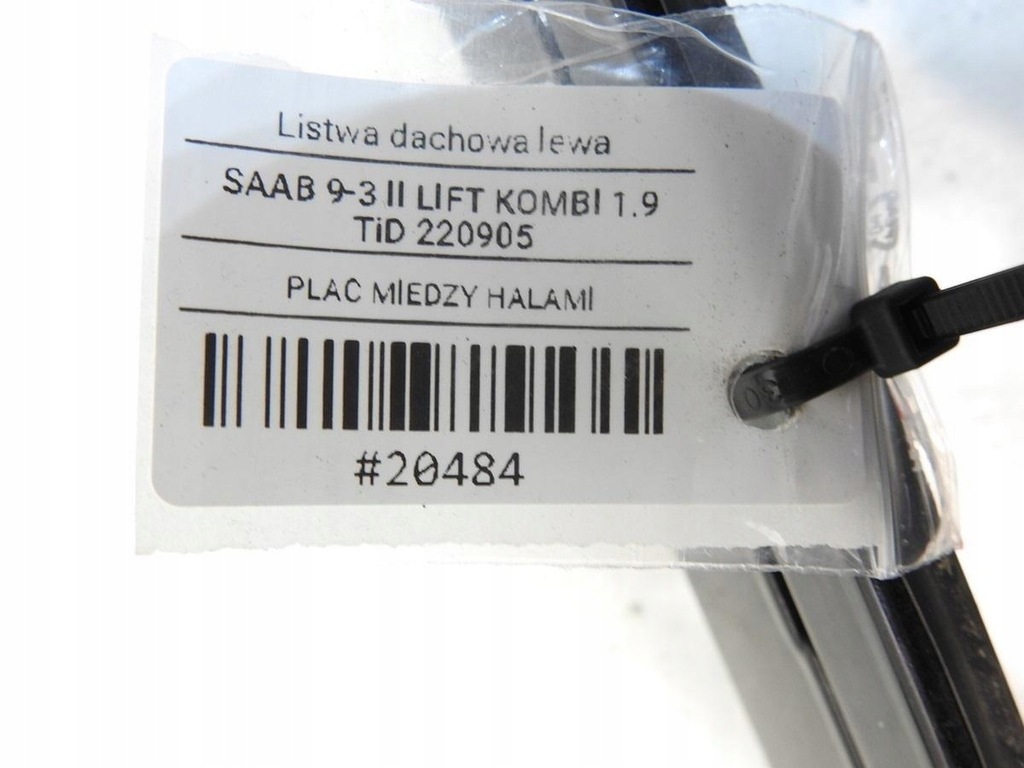 Listwa dachowa lewa
SAAB 9-3 II LIFT KOMBI 1.9
TiD 220905
PLAC MIEDZY HALAMI
#20484